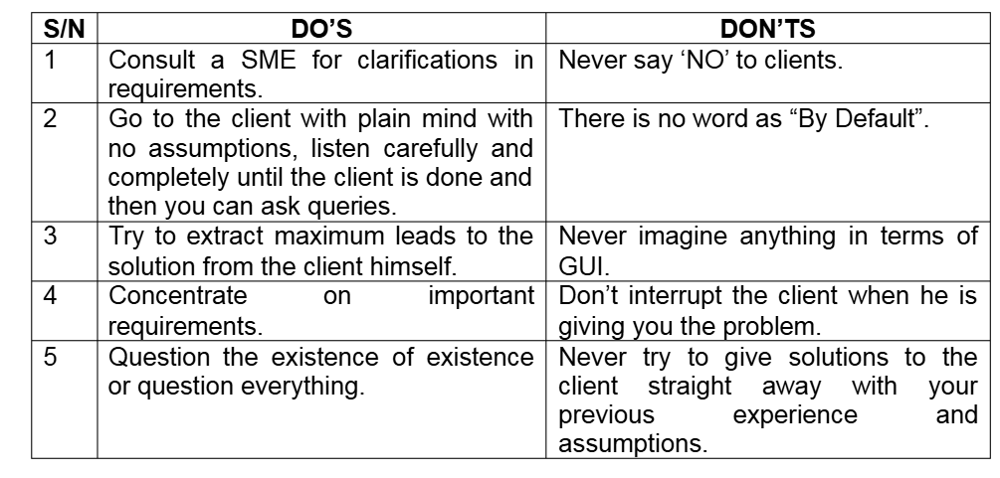 S/N DO’S DON’TS
1 Consult a SME for clarifications in Never say ‘NO’ to clients.
requirements.
2 Go to the client with plain mind with There is no word as “By Default”.
no assumptions, listen carefully and
completely until the client is done and
then you can ask queries.
3 Try to extract maximum leads to the Never imagine anything in terms of
solution from the client himself. GUI.
4 Concentrate on important Don’t interrupt the client when he is
requirements. giving you the problem.
5 Question the existence of existence Never try to give solutions to the
or question everything. client straight away with your
previous experience and
assumptions.